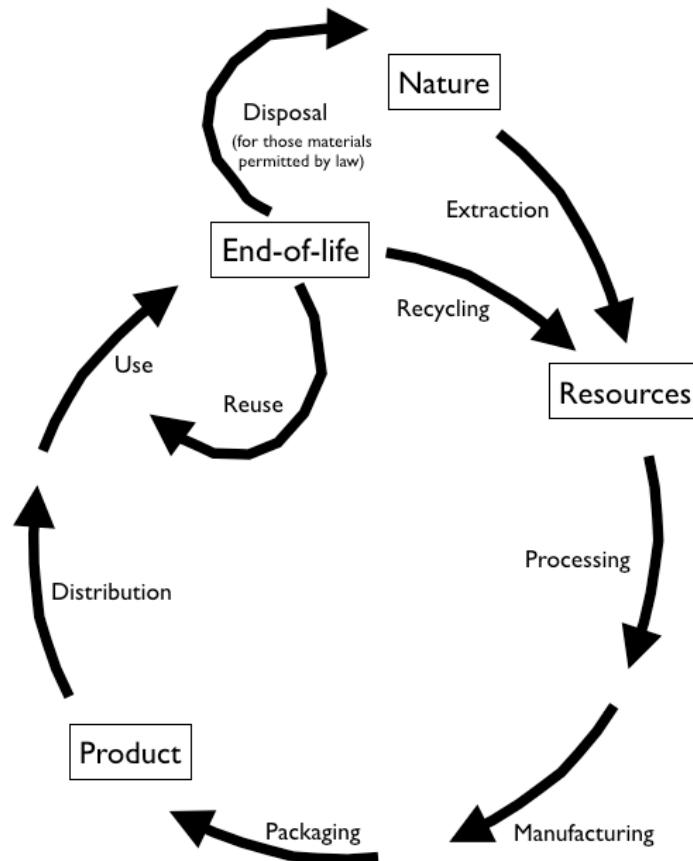 Nature
Disposal
(for those materials
permitted by law)
Extraction
End-of-life
Recycling
Use
Reuse
Resources
Processing
Distribution
Product
Packaging
Manufacturing